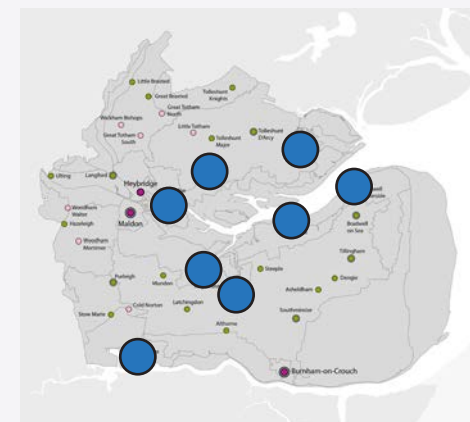 Little Braxted
Great Braxted
Tolleshunt
Knights
Great Totham
North
Wickham Bishops
Great Totham
South
Little Totham
Tolleshunt
Major
Tolleshunt
D'Arcy
Ulting
Langford
Heybridge
Woodham
Walter
Hazeleigh
Maldon
Bradwell
on Sea
Woodham
Mortimer
Tillingham
Steeple
Purleigh
Mundon
Dengie
Asheldham
Cold Norton
Latchingdon
Stow Maries
Southminster
Althorne
Burnham-on-Crouch